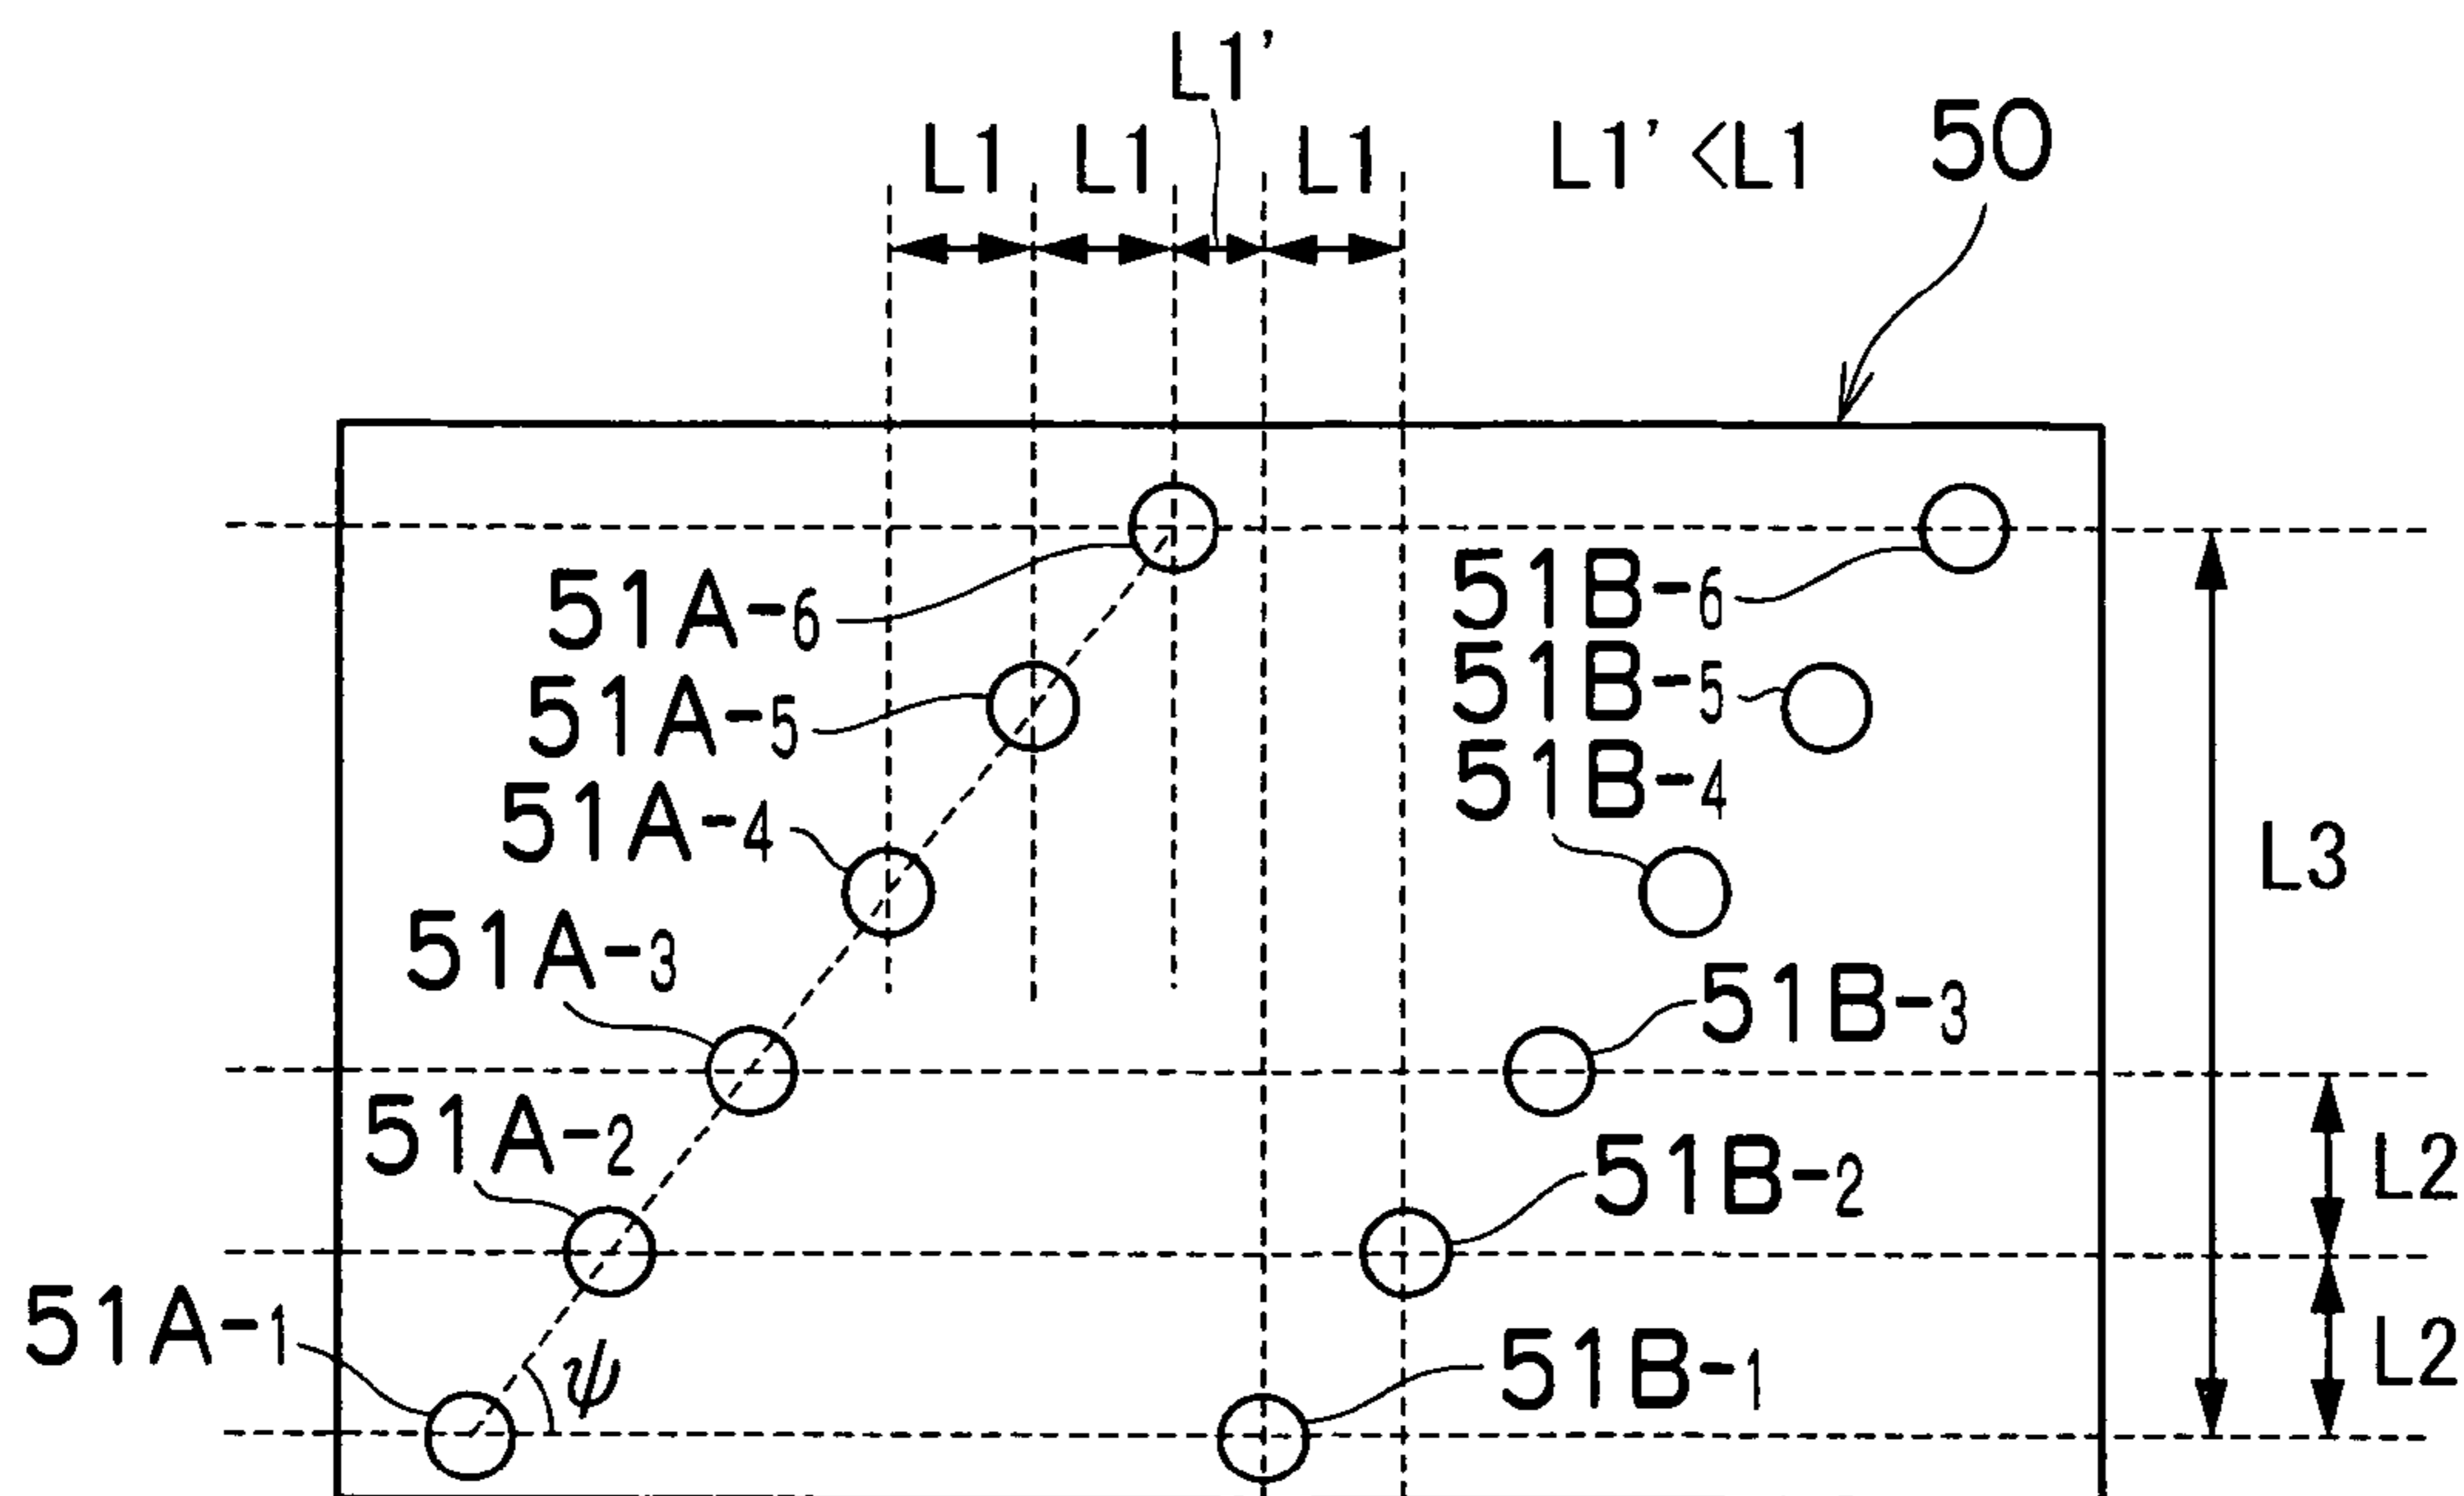 L1'
L1 L1 L1 L1'<L1 50
51A-6 51B-6
51A-5 51B-5
51A-4 51B-4
L3
51A-3 51B-3
51A-2 51B-2 L2
51A-1 ψ 51B-1 L2